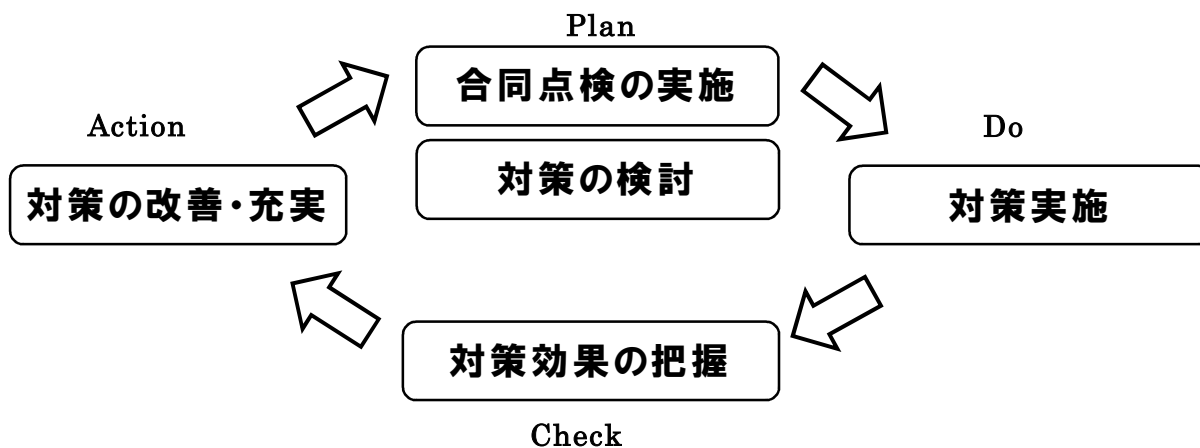 Plan
合同点検の実施
対策の検討
Action
対策の改善・充実
Do
対策実施
対策効果の把握
Check